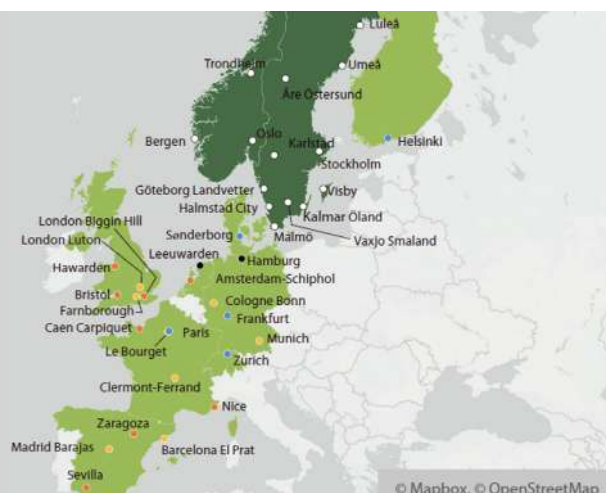 Luleå
Trondheim
Umeå
Åre Östersund
Bergen
Oslo
Karlstad
Helsinki
Stockholm
Göteborg Landvetter
Visby
Halmstad City
Kalmar Öland
London Biggin Hill
Sønderborg
Malmö
Vaxjo Smaland
London Luton
Leeuwarden
Hamburg
Hawarden
Amsterdam-Schiphol
Bristol
Cologne Bonn
Farnborough
Frankfurt
Caen Carpiquet
Paris
Munich
Le Bourget
Zurich
Clermont-Ferrand
Nice
Zaragoza
Madrid Barajas
Barcelona El Prat
Sevilla
© Mapbox, © OpenStreetMap